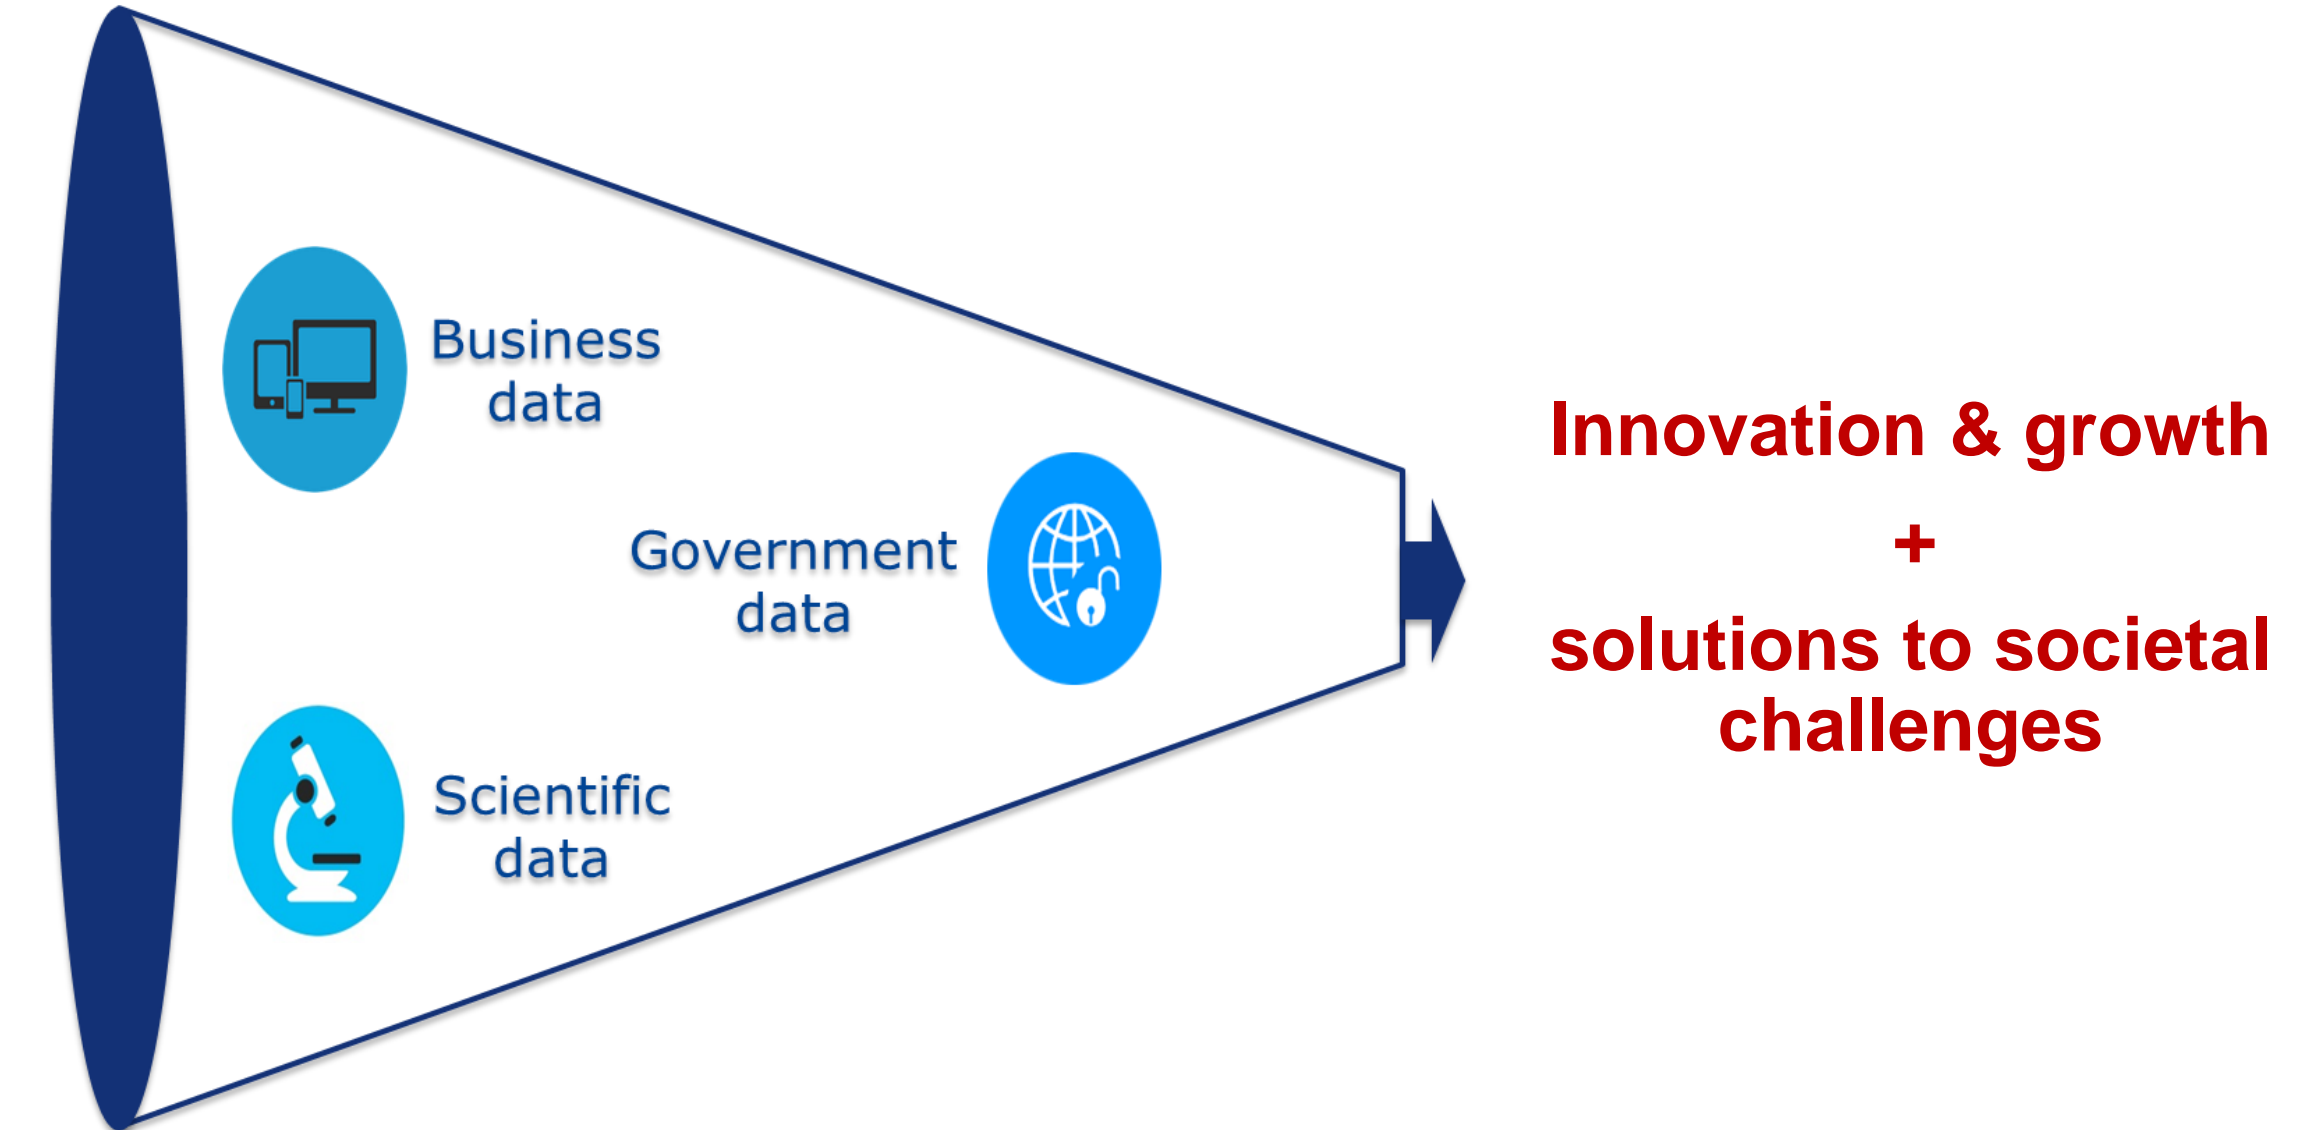 Business
data
Government
data
Scientific
data
Innovation & growth
+
solutions to societal
challenges